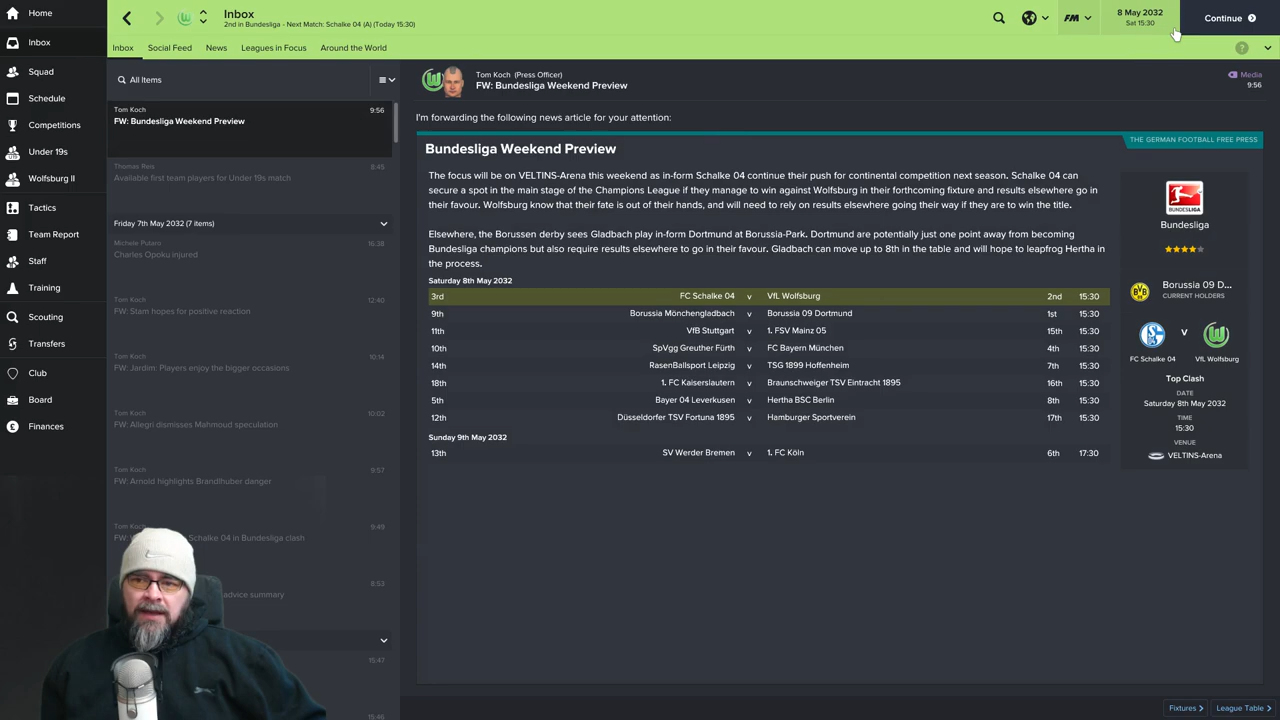 Home
Inbox
Squad
Schedule
Competitions
Under 19s
Wolfsburg II
Tactics
Team Report
Staff
Training
Scouting
Transfers
Club
Board
Finances
Inbox
2nd in Bundesliga - Next Match: Schalke 04 (A) (Today 15:30)
FM
8 May 2032
Sat 15:30
Continue
Inbox
Social Feed
News
Leagues in Focus
Around the World
?
All Items
Tom Koch
9:56
FW: Bundesliga Weekend Preview
Thomas Reis
8:45
Available first team players for Under 19s match
Friday 7th May 2032 (7 items)
Michele Putaro
16:38
Charles Opoku injured
Tom Koch
12:40
FW: Stam hopes for positive reaction
Tom Koch
10:14
FW: Jardim: Players enjoy the bigger occasions
Tom Koch
10:02
FW: Allegri dismisses Mahmoud speculation
Tom Koch
9:57
FW: Arnold highlights Brandlhuber danger
Tom Koch
9:49
Schalke 04 in Bundesliga clash
8:53
advice summary
15:47
15:46
Tom Koch (Press Officer)
FW: Bundesliga Weekend Preview
Media
9:56
I'm forwarding the following news article for your attention:
THE GERMAN FOOTBALL FREE PRESS
Bundesliga Weekend Preview
The focus will be on VELTINS-Arena this weekend as in-form Schalke 04 continue their push for continental competition next season. Schalke 04 can
secure a spot in the main stage of the Champions League if they manage to win against Wolfsburg in their forthcoming fixture and results elsewhere go in
their favour. Wolfsburg know that their fate is out of their hands, and will need to rely on results elsewhere going their way if they are to win the title.
Elsewhere, the Borussen derby sees Gladbach play in-form Dortmund at Borussia-Park. Dortmund are potentially just one point away from becoming
Bundesliga champions but also require results elsewhere to go in their favour. Gladbach can move up to 8th in the table and will hope to leapfrog Hertha in
the process.
Saturday 8th May 2032
3rd FC Schalke 04 v VfL Wolfsburg 2nd 15:30
9th Borussia Mönchengladbach v Borussia 09 Dortmund 1st 15:30
11th VfB Stuttgart v 1. FSV Mainz 05 15th 15:30
10th SpVgg Greuther Fürth v FC Bayern München 4th 15:30
14th RasenBallsport Leipzig v TSG 1899 Hoffenheim 7th 15:30
18th 1. FC Kaiserslautern v Braunschweiger TSV Eintracht 1895 16th 15:30
5th Bayer 04 Leverkusen v Hertha BSC Berlin 8th 15:30
12th Düsseldorfer TSV Fortuna 1895 v Hamburger Sportverein 17th 15:30
Sunday 9th May 2032
13th SV Werder Bremen v 1. FC Köln 6th 17:30
BUNDESLIGA
Bundesliga
Borussia 09 D...
CURRENT HOLDERS
V
FC Schalke 04
VfL Wolfsburg
Top Clash
DATE
Saturday 8th May 2032
TIME
15:30
VENUE
VELTINS-Arena
Fixtures
League Table